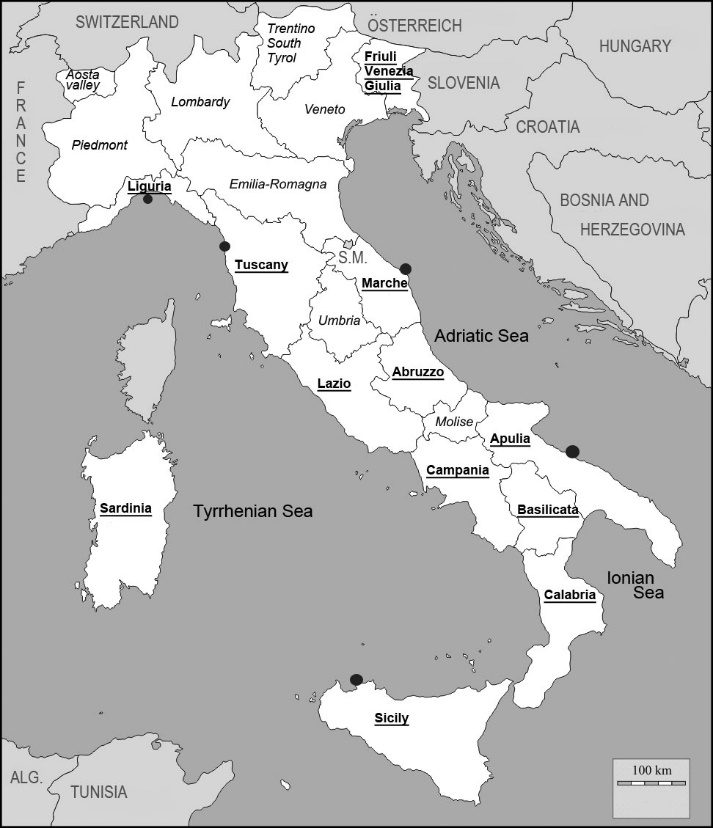 SWITZERLAND
ÖSTERREICH
HUNGARY
Trentino
South
Tyrol
Friuli
Venezia
Giulia
Aosta
valley
SLOVENIA
FRANCE
Lombardy
Veneto
CROATIA
Piedmont
Liguria
Emilia-Romagna
BOSNIA AND
HERZEGOVINA
S.M.
Tuscany
Marche
Umbria
Adriatic Sea
Abruzzo
Lazio
Molise
Apulia
Campania
Sardinia
Tyrrhenian Sea
Basilicata
Ionian
Sea
Calabria
Sicily
100 km
ALG.
TUNISIA